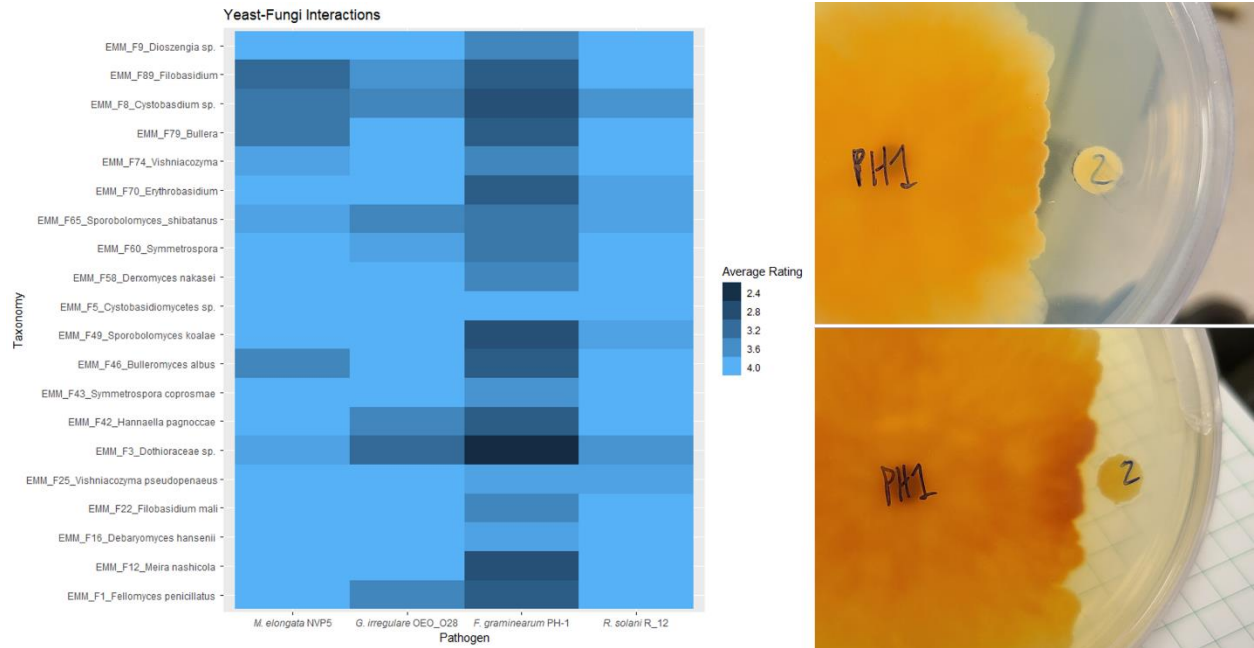 Yeast-Fungi Interactions
Taxonomy
EMM_F9_Dioszengia sp.
EMM_F89_Filobasidium
EMM_F8_Cystobasdium sp.
EMM_F79_Bullera
EMM_F74_Vishniacozyma
EMM_F70_Erythrobasidium
EMM_F65_Sporobolomyces_shibatanus
EMM_F60_Symmetrospora
EMM_F58_Derxomyces nakasei
EMM_F5_Cystobasidiomycetes sp.
EMM_F49_Sporobolomyces koalae
EMM_F46_Bulleromyces albus
EMM_F43_Symmetrospora coprosmae
EMM_F42_Hannaella pagnoccae
EMM_F3_Dothioraceae sp.
EMM_F25_Vishniacozyma pseudopenaeus
EMM_F22_Filobasidium mali
EMM_F16_Debaryomyces hansenii
EMM_F12_Meira nashicola
EMM_F1_Fellomyces penicillatus
M. elongata NVP5
G. irregulare OEO_O28
F. graminearum PH-1
R. solani R_12
Pathogen
Average Rating
2.4
2.8
3.2
3.6
4.0
PH1
2
PH1
2